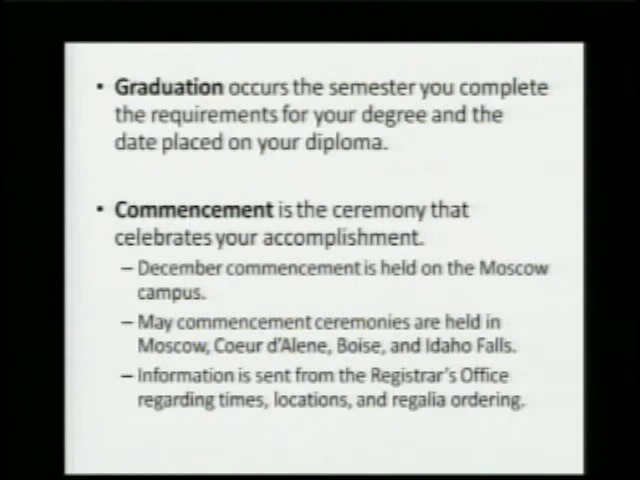 • Graduation occurs the semester you complete
the requirements for your degree and the
date placed on your diploma.
• Commencement is the ceremony that
celebrates your accomplishment.
– December commencement is held on the Moscow
campus.
– May commencement ceremonies are held in
Moscow, Coeur d'Alene, Boise, and Idaho Falls.
– Information is sent from the Registrar's Office
regarding times, locations, and regalia ordering.